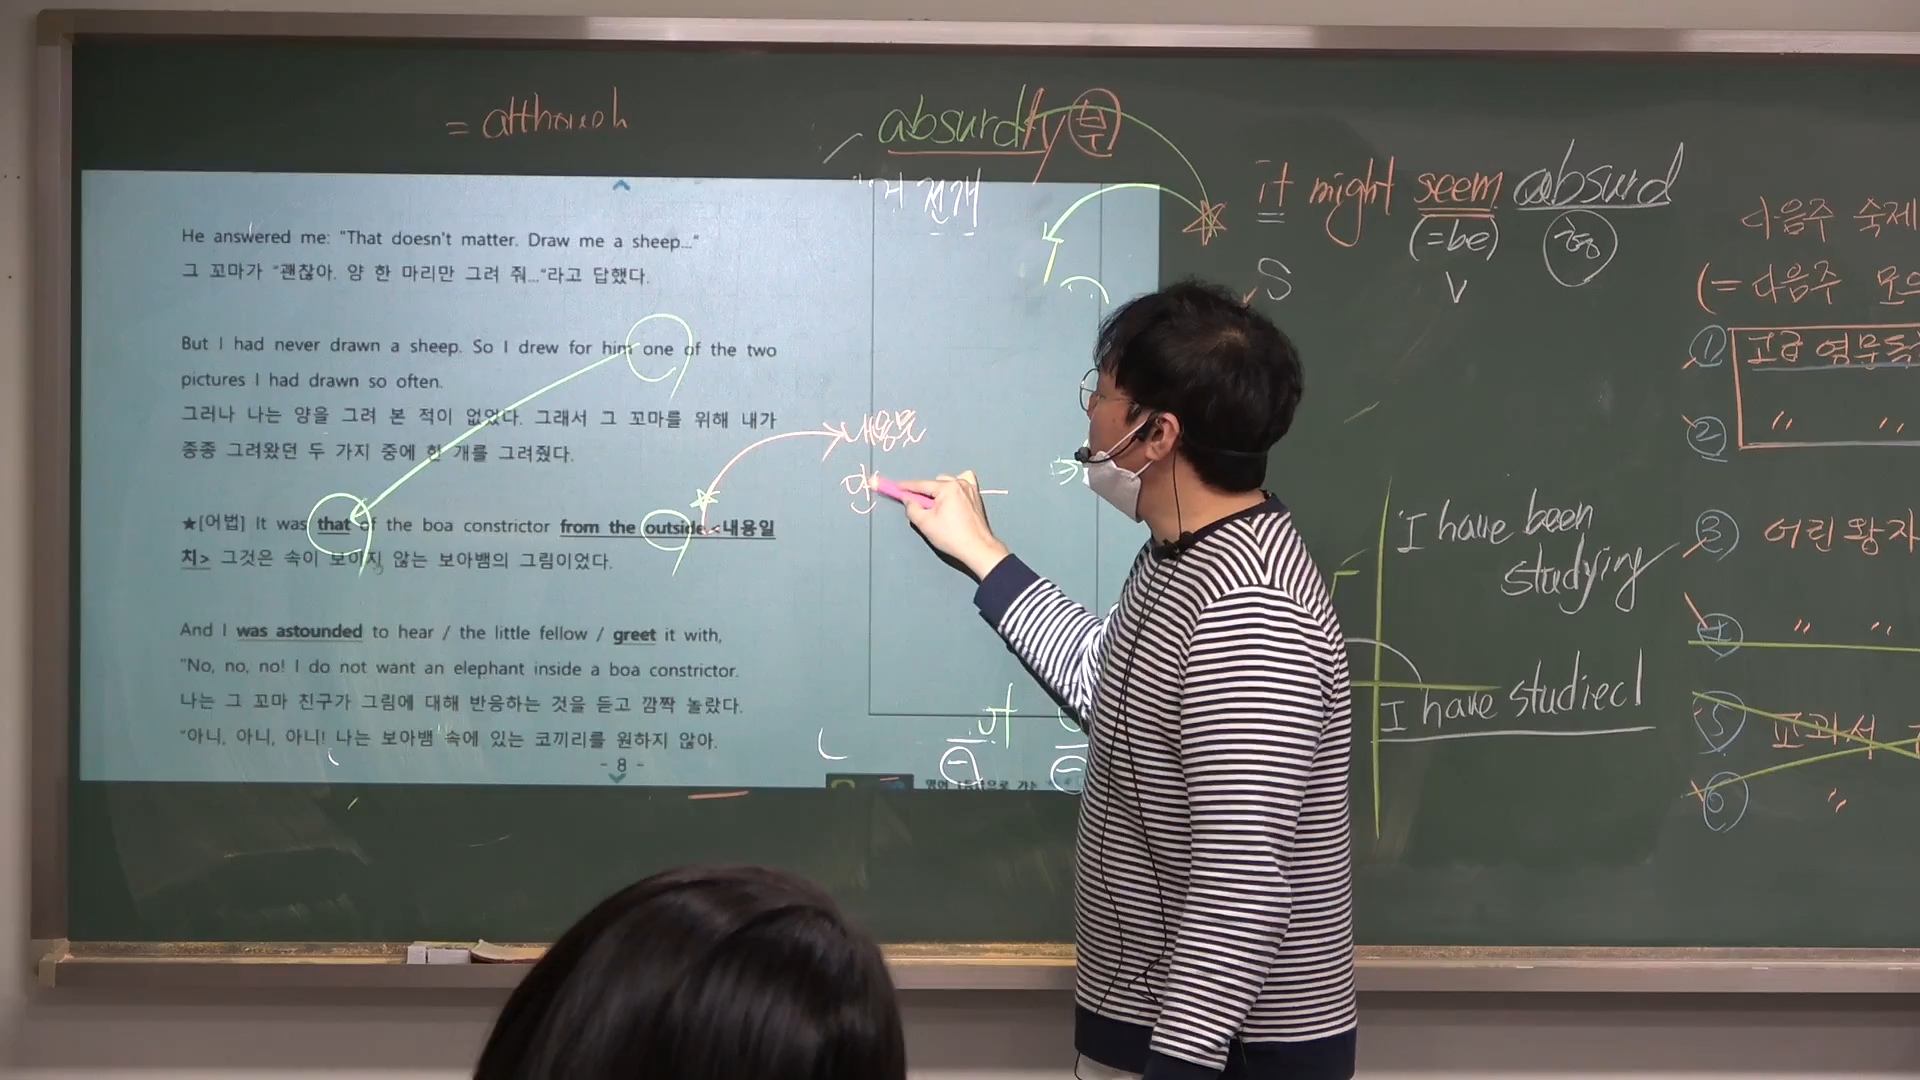 = although
absurdly 부
거 전개
it might seem absurd
(=be) 형
S V
He answered me: "That doesn't matter. Draw me a sheep..."
그 꼬마가 "괜찮아. 양 한 마리만 그려 줘..."라고 답했다.
But I had never drawn a sheep. So I drew for him one of the two
pictures I had drawn so often.
그러나 나는 양을 그려 본 적이 없었다. 그래서 그 꼬마를 위해 내가
종종 그려왔던 두 가지 중에 한 개를 그려줬다.
★[어법] It was that of the boa constrictor from the outside <내용일
치> 그것은 속이 보이지 않는 보아뱀의 그림이었다.
And I was astounded to hear / the little fellow / greet it with,
"No, no, no! I do not want an elephant inside a boa constrictor.
나는 그 꼬마 친구가 그림에 대해 반응하는 것을 듣고 깜짝 놀랐다.
"아니, 아니, 아니! 나는 보아뱀 속에 있는 코끼리를 원하지 않아.
- 8 -
of
I have been
studying
I have studied
다음주 숙제
(= 다음주 모의
① 고급 영문독
② " "
③ 어린왕자
④ " "
⑤ 교과서
⑥ "